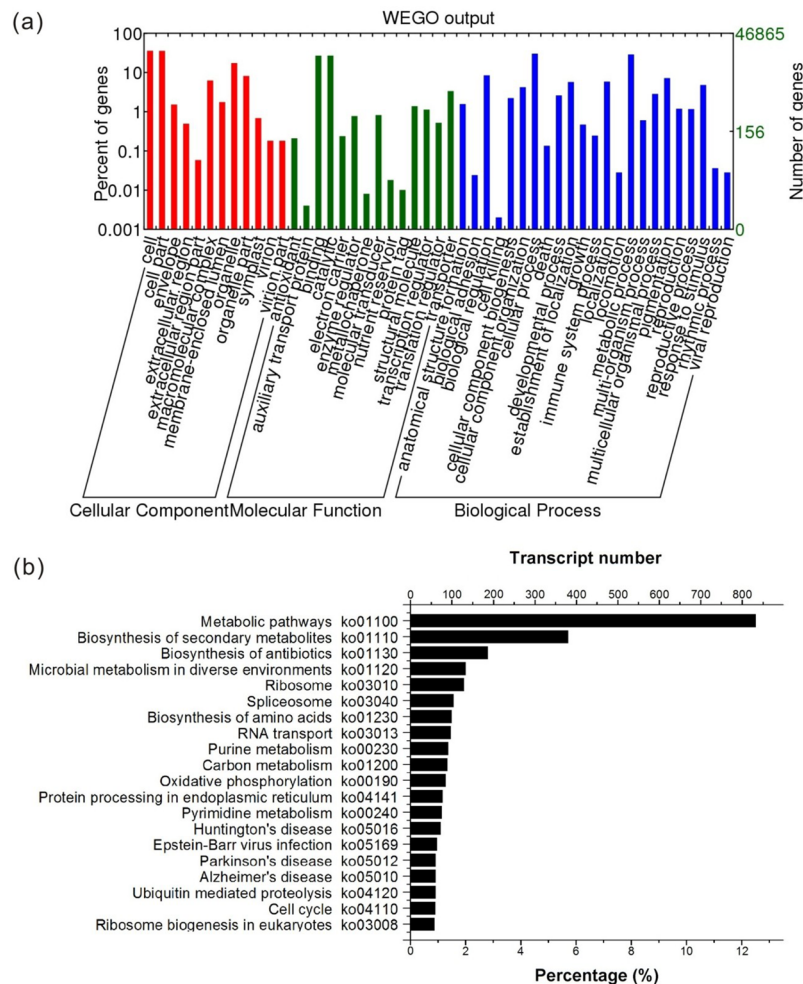 (a)
WEGO output
100
10
1
0.1
0.01
0.001
Percent of genes
46865
156
0
Number of genes
cell
cell part
envelope
extracellular region
extracellular region part
macromolecular complex
membrane-enclosed lumen
organelle
organelle part
symplast
virion
virion part
antioxidant
auxiliary transport protein
binding
catalytic
electron carrier
enzyme regulator
metallochaperone
molecular transducer
nutrient reservoir
protein tag
structural molecule
transcription regulator
translation regulator
transporter
anatomical structure formation
biological adhesion
biological regulation
cell killing
cellular component biogenesis
cellular component organization
cellular process
death
developmental process
establishment of localization
growth
immune system process
localization
locomotion
metabolic process
multi-organism process
multicellular organismal process
pigmentation
reproduction
reproductive process
response to stimulus
rhythmic process
viral reproduction
Cellular Component
Molecular Function
Biological Process
(b)
Transcript number
0 100 200 300 400 500 600 700 800
Metabolic pathways ko01100
Biosynthesis of secondary metabolites ko01110
Biosynthesis of antibiotics ko01130
Microbial metabolism in diverse environments ko01120
Ribosome ko03010
Spliceosome ko03040
Biosynthesis of amino acids ko01230
RNA transport ko03013
Purine metabolism ko00230
Carbon metabolism ko01200
Oxidative phosphorylation ko00190
Protein processing in endoplasmic reticulum ko04141
Pyrimidine metabolism ko00240
Huntington's disease ko05016
Epstein-Barr virus infection ko05169
Parkinson's disease ko05012
Alzheimer's disease ko05010
Ubiquitin mediated proteolysis ko04120
Cell cycle ko04110
Ribosome biogenesis in eukaryotes ko03008
0 2 4 6 8 10 12
Percentage (%)